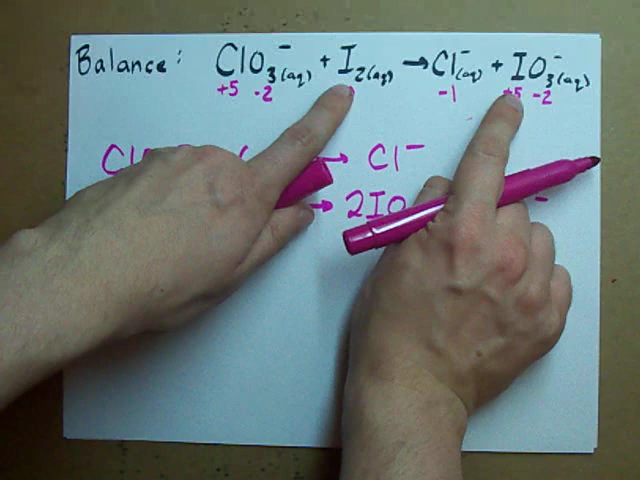 Balance: ClO₃⁻(aq) + I₂(aq) → Cl⁻(aq) + IO₃⁻(aq)
+5 -2 -1 +5 -2
→ Cl⁻
→ 2IO -